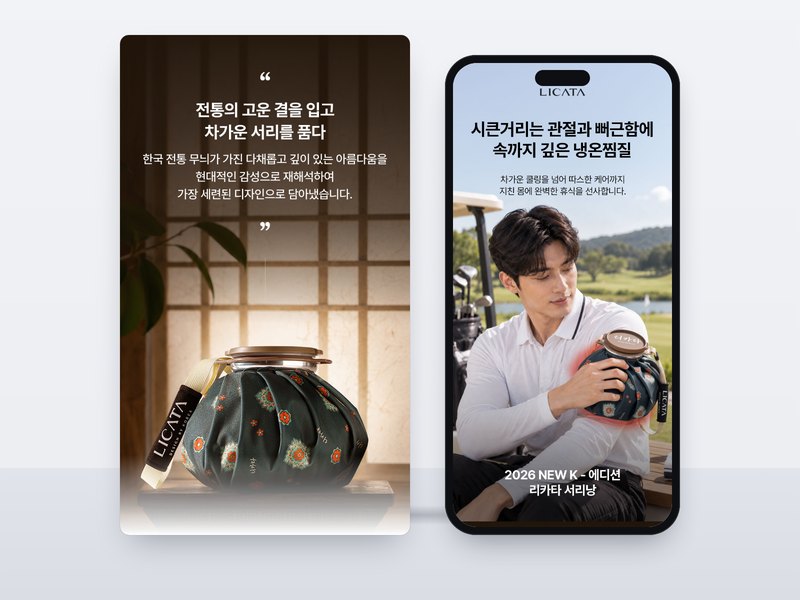 “
전통의 고운 결을 입고
차가운 서리를 품다
한국 전통 무늬가 가진 다채롭고 깊이 있는 아름다움을
현대적인 감성으로 재해석하여
가장 세련된 디자인으로 담아냈습니다.
”
LICATA
LICATA
시큰거리는 관절과 뻐근함에
속까지 깊은 냉온찜질
차가운 쿨링을 넘어 따스한 케어까지
지친 몸에 완벽한 휴식을 선사합니다.
리카타
LICATA
2026 NEW K - 에디션
리카타 서리낭